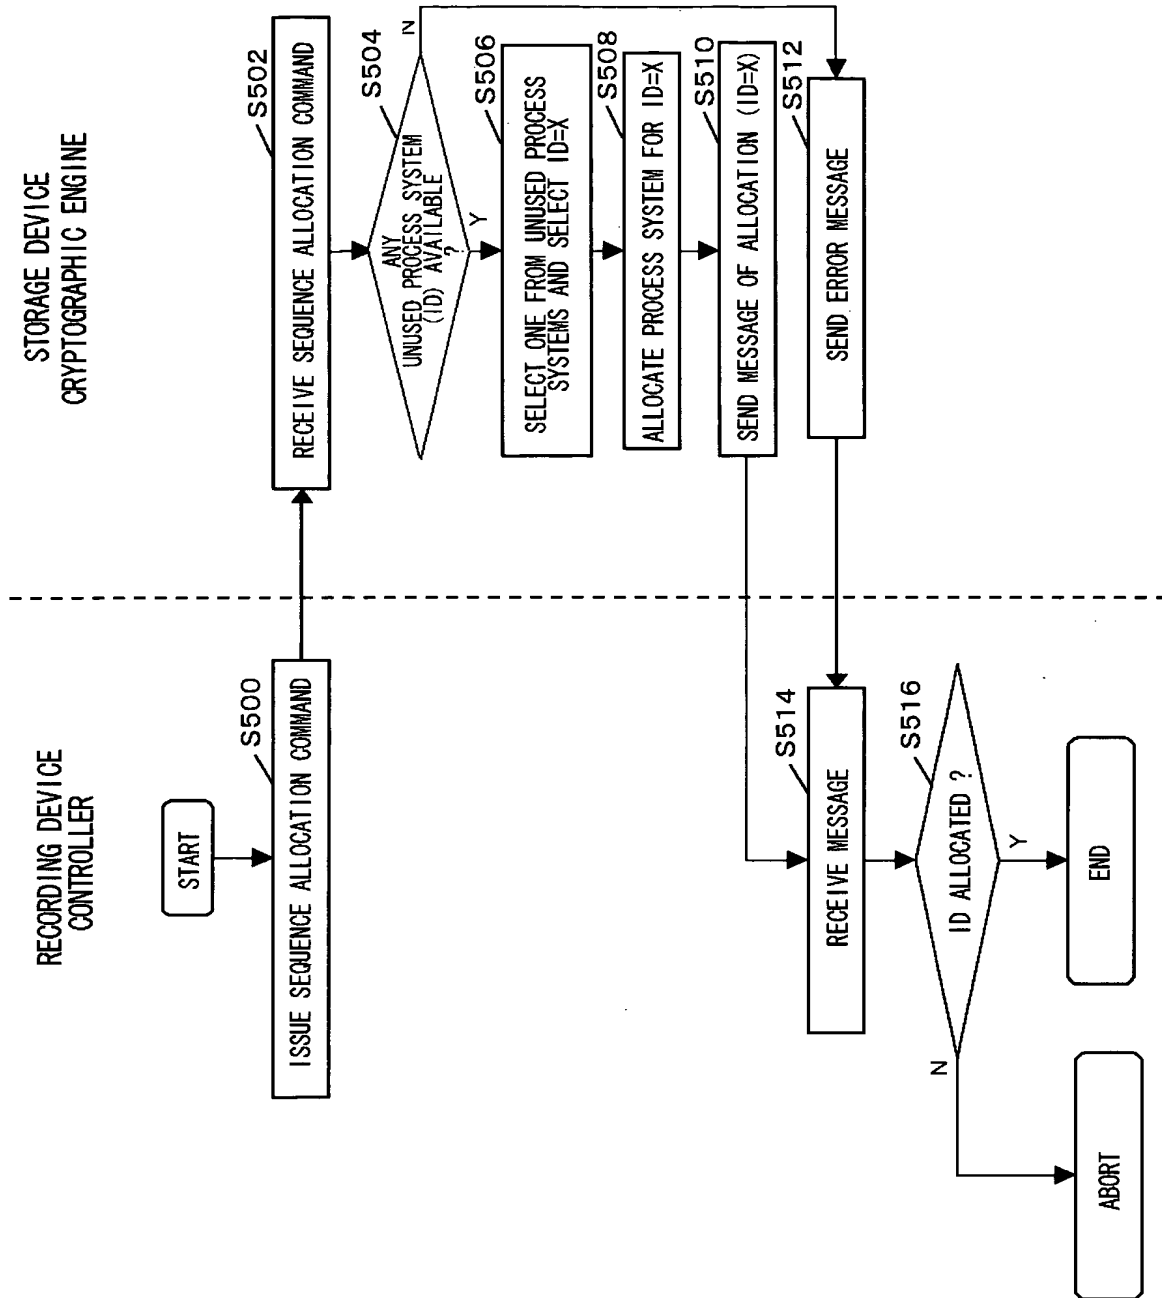 RECORDING DEVICE
CONTROLLER
STORAGE DEVICE
CRYPTOGRAPHIC ENGINE
START
S500
ISSUE SEQUENCE ALLOCATION COMMAND
S502
RECEIVE SEQUENCE ALLOCATION COMMAND
S504
ANY
UNUSED PROCESS SYSTEM
(ID) AVAILABLE
?
N
Y
S506
SELECT ONE FROM UNUSED PROCESS
SYSTEMS AND SELECT ID=X
S508
ALLOCATE PROCESS SYSTEM FOR ID=X
S510
SEND MESSAGE OF ALLOCATION (ID=X)
S512
SEND ERROR MESSAGE
S514
RECEIVE MESSAGE
S516
ID ALLOCATED ?
N
Y
ABORT
END